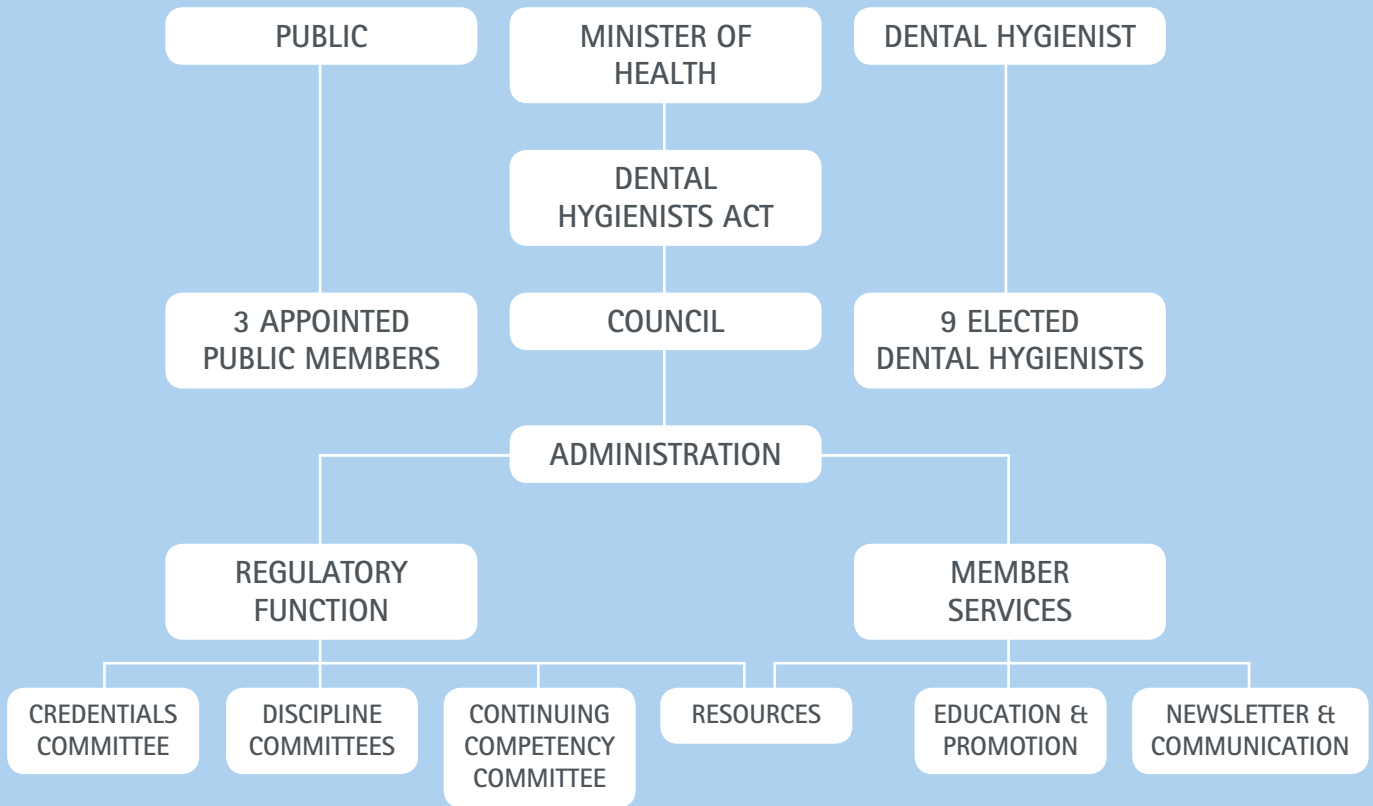 PUBLIC
MINISTER OF
HEALTH
DENTAL HYGIENIST
DENTAL
HYGIENISTS ACT
3 APPOINTED
PUBLIC MEMBERS
COUNCIL
9 ELECTED
DENTAL HYGIENISTS
ADMINISTRATION
REGULATORY
FUNCTION
MEMBER
SERVICES
CREDENTIALS
COMMITTEE
DISCIPLINE
COMMITTEES
CONTINUING
COMPETENCY
COMMITTEE
RESOURCES
EDUCATION &
PROMOTION
NEWSLETTER &
COMMUNICATION